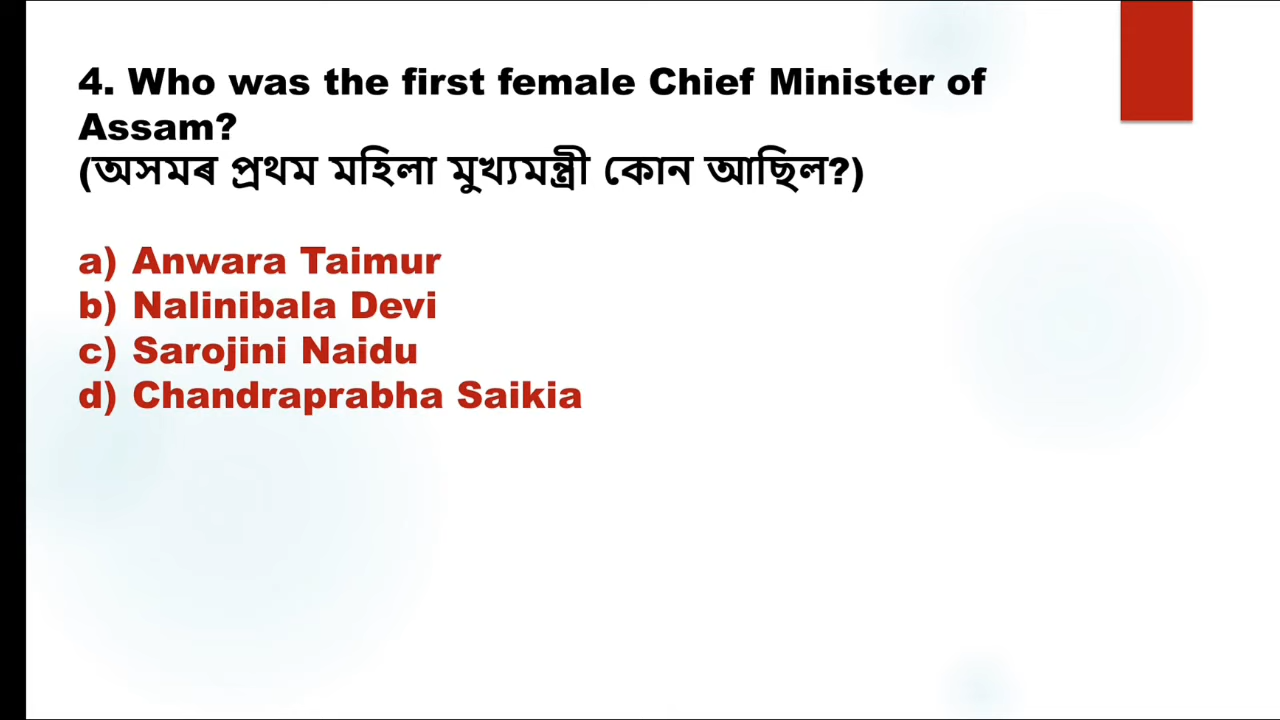 4. Who was the first female Chief Minister of
Assam?
(অসমৰ প্ৰথম মহিলা মুখ্যমন্ত্ৰী কোন আছিল?)
a) Anwara Taimur
b) Nalinibala Devi
c) Sarojini Naidu
d) Chandraprabha Saikia